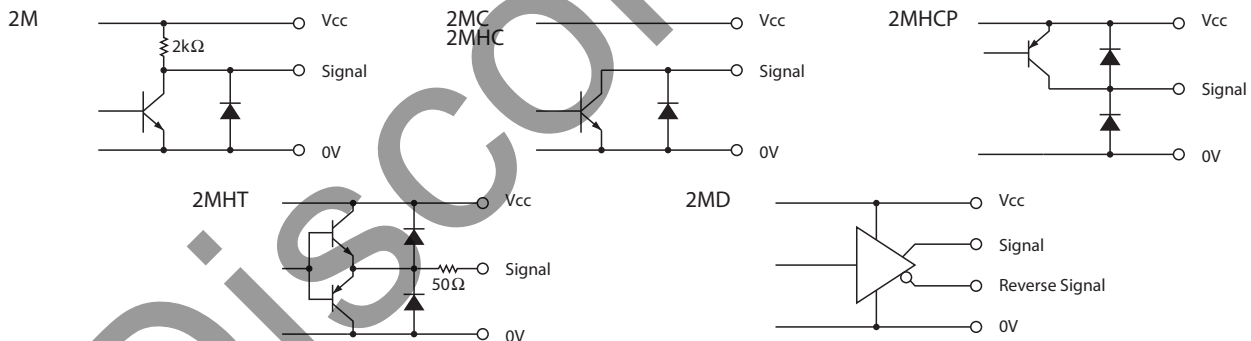 2M
Vcc
2kΩ
Signal
0V
2MC
2MHC
Vcc
Signal
0V
2MHCP
Vcc
Signal
0V
2MHT
Vcc
Signal
50Ω
0V
2MD
Vcc
Signal
Reverse Signal
0V
Discon